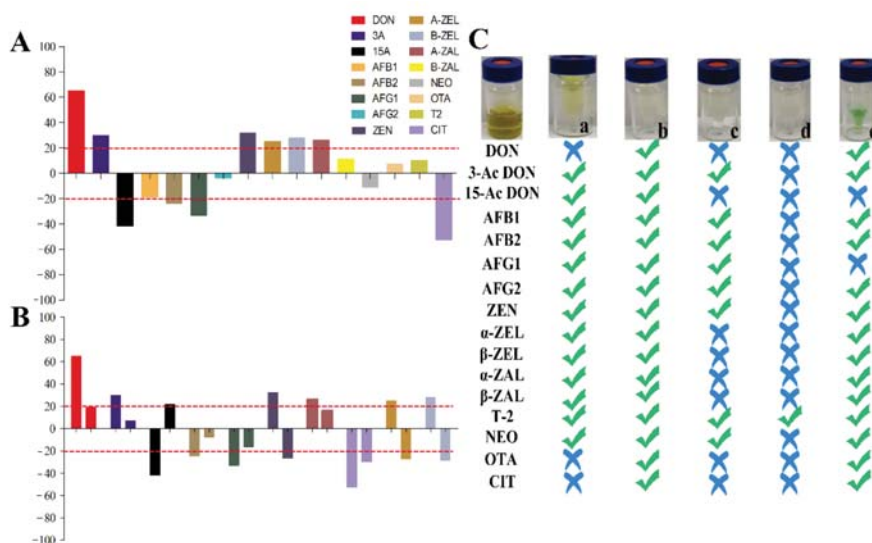 A
DON
A-ZEL
3A
B-ZEL
15A
A-ZAL
AFB1
B-ZAL
AFB2
NEO
AFG1
OTA
AFG2
T2
ZEN
CIT
100
80
60
40
20
0
−20
−40
−60
−80
−100
B
100
80
60
40
20
0
−20
−40
−60
−80
−100
C
a b c d
DON
3-Ac DON
15-Ac DON
AFB1
AFB2
AFG1
AFG2
ZEN
α-ZEL
β-ZEL
α-ZAL
β-ZAL
T-2
NEO
OTA
CIT